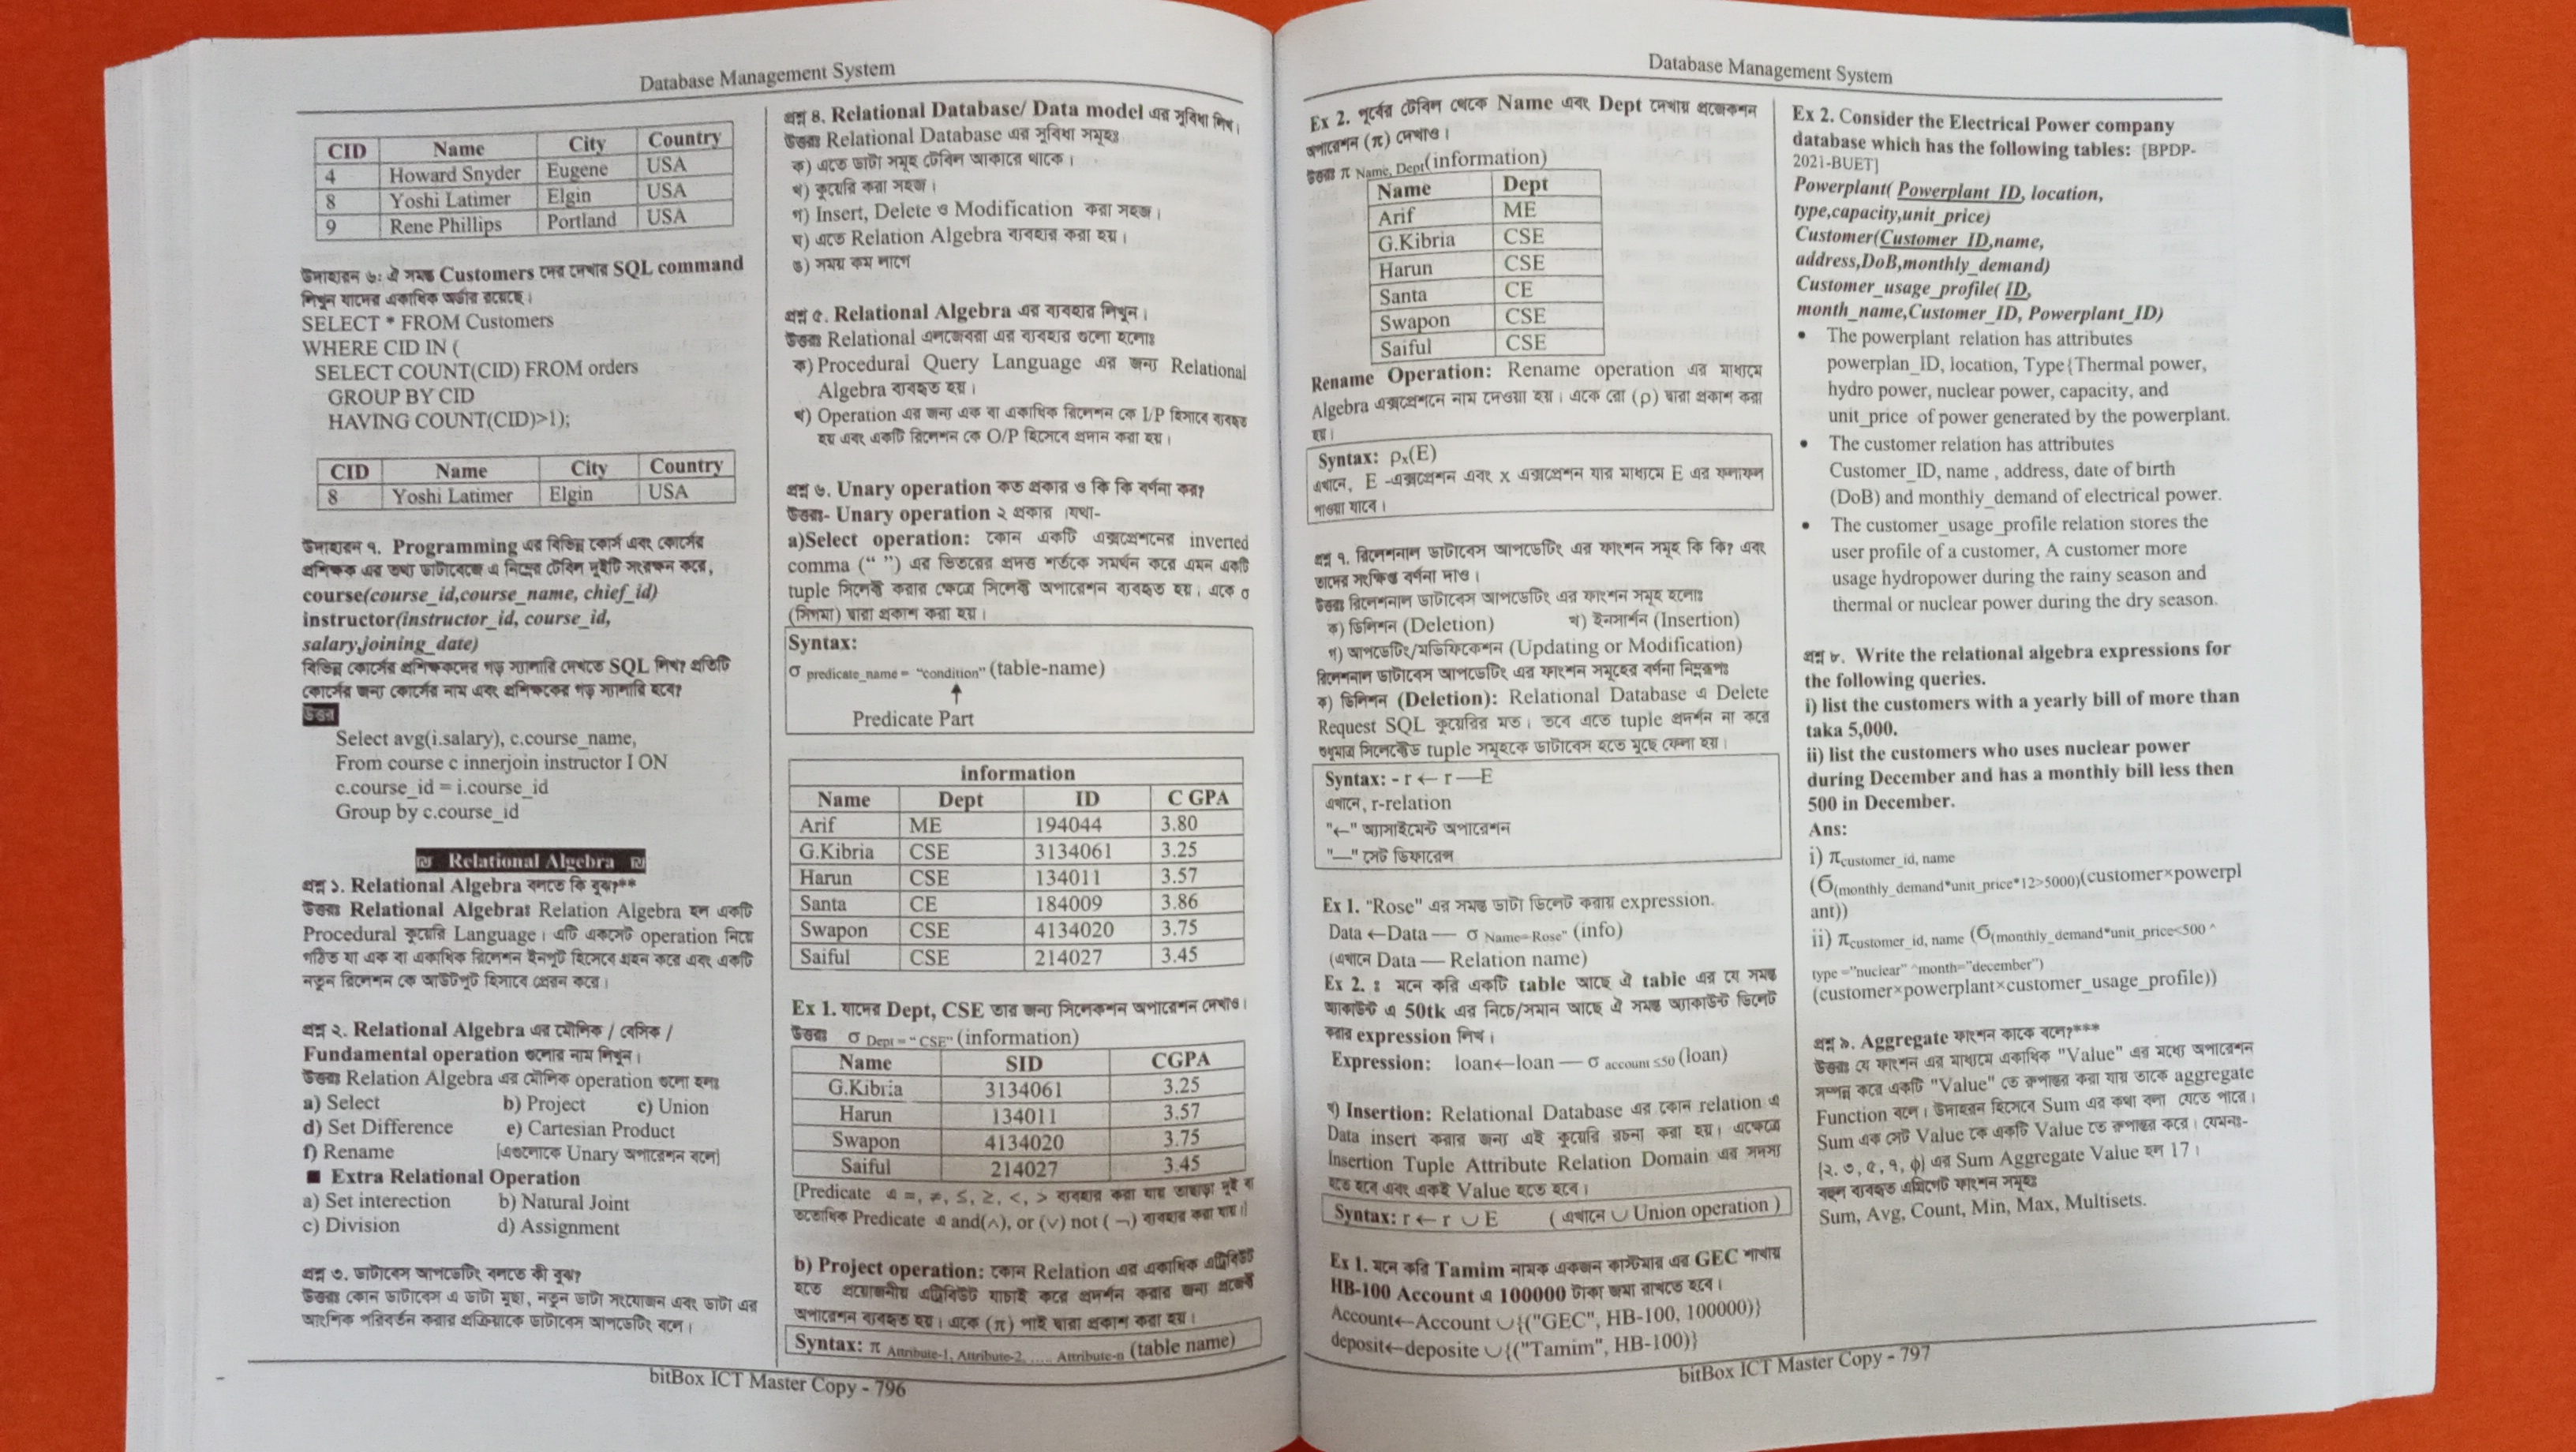 Database Management System
CID Name City Country
4 Howard Snyder Eugene USA
8 Yoshi Latimer Elgin USA
9 Rene Phillips Portland USA
উদাহারন ৬: ঐ সমস্ত Customers দের দেখার SQL command
লিখুন যাদের একাধিক অর্ডার রয়েছে।
SELECT * FROM Customers
WHERE CID IN (
SELECT COUNT(CID) FROM orders
GROUP BY CID
HAVING COUNT(CID)>1);
CID Name City Country
8 Yoshi Latimer Elgin USA
উদাহারন ৭. Programming এর বিভিন্ন কোর্স এবং কোর্সের
প্রশিক্ষক এর তথ্য ডাটাবেজে এ নিম্নের টেবিল দুইটি সংরক্ষন করে,
course(course_id,course_name, chief_id)
instructor(instructor_id, course_id,
salary,joining_date)
বিভিন্ন কোর্সের প্রশিক্ষকদের গড় স্যালারি দেখতে SQL লিখ? প্রতিটি
কোর্সের জন্য কোর্সের নাম এবং প্রশিক্ষকের গড় স্যালারি হবে?
উত্তর
Select avg(i.salary), c.course_name,
From course c innerjoin instructor I ON
c.course_id = i.course_id
Group by c.course_id
Relational Algebra
প্রশ্ন ১. Relational Algebra বলতে কি বুঝ?**
উত্তরঃ Relational Algebraঃ Relation Algebra হল একটি
Procedural কুয়েরি Language। এটি একসেট operation নিয়ে
গঠিত যা এক বা একাধিক রিলেশন ইনপুট হিসেবে গ্রহন করে এবং একটি
নতুন রিলেশন কে আউটপুট হিসাবে প্রেরন করে।
প্রশ্ন ২. Relational Algebra এর মৌলিক / বেসিক /
Fundamental operation গুলোর নাম লিখুন।
উত্তরঃ Relation Algebra এর মৌলিক operation গুলো হলঃ
a) Select b) Project c) Union
d) Set Difference e) Cartesian Product
f) Rename [এগুলোকে Unary অপারেশন বলে]
■ Extra Relational Operation
a) Set interection b) Natural Joint
c) Division d) Assignment
প্রশ্ন ৩. ডাটাবেস আপডেটিং বলতে কী বুঝ?
উত্তরঃ কোন ডাটাবেস এ ডাটা মুছা, নতুন ডাটা সংযোজন এবং ডাটা এর
আংশিক পরিবর্তন করার প্রক্রিয়াকে ডাটাবেস আপডেটিং বলে।
প্রশ্ন ৪. Relational Database/ Data model এর সুবিধা লিখ।
উত্তরঃ Relational Database এর সুবিধা সমূহঃ
ক) এতে ডাটা সমূহ টেবিল আকারে থাকে।
খ) কুয়েরি করা সহজ।
গ) Insert, Delete ও Modification করা সহজ।
ঘ) এতে Relation Algebra ব্যবহার করা হয়।
ঙ) সময় কম লাগে
প্রশ্ন ৫. Relational Algebra এর ব্যবহার লিখুন।
উত্তরঃ Relational এলজেবরা এর ব্যবহার গুলো হলোঃ
ক) Procedural Query Language এর জন্য Relational
Algebra ব্যবহৃত হয়।
খ) Operation এর জন্য এক বা একাধিক রিলেশন কে I/P হিসাবে ব্যবহৃত
হয় এবং একটি রিলেশন কে O/P হিসেবে প্রদান করা হয়।
প্রশ্ন ৬. Unary operation কত প্রকার ও কি কি বর্ণনা কর?
উত্তরঃ- Unary operation ২ প্রকার।যথা-
a)Select operation: কোন একটি এক্সপ্রেশনের inverted
comma (“ ”) এর ভিতরের প্রদত্ত শর্তকে সমর্থন করে এমন একটি
tuple সিলেক্ট করার ক্ষেত্রে সিলেক্ট অপারেশন ব্যবহৃত হয়। একে σ
(সিগমা) দ্বারা প্রকাশ করা হয়।
Syntax:
σ predicate_name = “condition” (table-name)
Predicate Part
information
Name Dept ID C GPA
Arif ME 194044 3.80
G.Kibria CSE 3134061 3.25
Harun CSE 134011 3.57
Santa CE 184009 3.86
Swapon CSE 4134020 3.75
Saiful CSE 214027 3.45
Ex 1. যাদের Dept, CSE তার জন্য সিলেকশন অপারেশন দেখাও।
উত্তরঃ σ Dept = “ CSE” (information)
Name SID CGPA
G.Kibria 3134061 3.25
Harun 134011 3.57
Swapon 4134020 3.75
Saiful 214027 3.45
[Predicate এ =, ≠, ≤, ≥, <, > ব্যবহার করা যায় তাছাড়া দুই বা
ততোধিক Predicate এ and(∧), or (∨) not ( ¬) ব্যবহার করা যায়।]
b) Project operation: কোন Relation এর একাধিক এট্রিবিউট
হতে প্রয়োজনীয় এট্রিবিউট যাচাই করে প্রদর্শন করার জন্য প্রজেক্ট
অপারেশন ব্যবহৃত হয়। একে (π) পাই দ্বারা প্রকাশ করা হয়।
Syntax: π Attribute-1, Attribute-2, ..... Attribute-n (table name)
bitBox ICT Master Copy - 796
Database Management System
Ex 2. পূর্বের টেবিল থেকে Name এবং Dept দেখায় প্রজেকশন
অপারেশন (π) দেখাও।
উত্তরঃ π Name, Dept(information)
Name Dept
Arif ME
G.Kibria CSE
Harun CSE
Santa CE
Swapon CSE
Saiful CSE
Rename Operation: Rename operation এর মাধ্যমে
Algebra এক্সপ্রেশনে নাম দেওয়া হয়। একে রো (ρ) দ্বারা প্রকাশ করা
হয়।
Syntax: ρx(E)
এখানে, E -এক্সপ্রেশন এবং x এক্সপ্রেশন যার মাধ্যমে E এর ফলাফল
পাওয়া যাবে।
প্রশ্ন ৭. রিলেশনাল ডাটাবেস আপডেটিং এর ফাংশন সমূহ কি কি? এবং
তাদের সংক্ষিপ্ত বর্ণনা দাও।
উত্তরঃ রিলেশনাল ডাটাবেস আপডেটিং এর ফাংশন সমূহ হলোঃ
ক) ডিলিশন (Deletion) খ) ইনসার্শন (Insertion)
গ) আপডেটিং/মডিফিকেশন (Updating or Modification)
রিলেশনাল ডাটাবেস আপডেটিং এর ফাংশন সমূহের বর্ণনা নিম্নরূপঃ
ক) ডিলিশন (Deletion): Relational Database এ Delete
Request SQL কুয়েরির মত। তবে এতে tuple প্রদর্শন না করে
শুধুমাত্র সিলেক্টেড tuple সমূহকে ডাটাবেস হতে মুছে ফেলা হয়।
Syntax: - r ← r —E
এখানে, r-relation
"←" অ্যাসাইমেন্ট অপারেশন
"—" সেট ডিফারেন্স
Ex 1. "Rose" এর সমস্ত ডাটা ডিলেট করায় expression.
Data ←Data — σ Name=Rose" (info)
(এখানে Data — Relation name)
Ex 2. : মনে করি একটি table আছে ঐ table এর যে সমস্ত
অ্যাকাউন্ট এ 50tk এর নিচে/সমান আছে ঐ সমস্ত অ্যাকাউন্ট ডিলেট
করার expression লিখ।
Expression: loan←loan — σ account ≤50 (loan)
খ) Insertion: Relational Database এর কোন relation এ
Data insert করার জন্য এই কুয়েরি রচনা করা হয়। এক্ষেত্রে
Insertion Tuple Attribute Relation Domain এর সদস্য
হতে হবে এবং একই Value হতে হবে।
Syntax: r ← r ∪ E ( এখানে ∪ Union operation )
Ex 1. মনে করি Tamim নামক একজন কাস্টমার এর GEC শাখায়
HB-100 Account এ 100000 টাকা জমা রাখতে হবে।
Account←Account ∪{("GEC", HB-100, 100000)}
deposit←deposite ∪{("Tamim", HB-100)}
Ex 2. Consider the Electrical Power company
database which has the following tables: [BPDP-
2021-BUET]
Powerplant( Powerplant_ID, location,
type,capacity,unit_price)
Customer(Customer_ID,name,
address,DoB,monthly_demand)
Customer_usage_profile( ID,
month_name,Customer_ID, Powerplant_ID)
• The powerplant relation has attributes
powerplan_ID, location, Type{Thermal power,
hydro power, nuclear power, capacity, and
unit_price of power generated by the powerplant.
• The customer relation has attributes
Customer_ID, name , address, date of birth
(DoB) and monthly_demand of electrical power.
• The customer_usage_profile relation stores the
user profile of a customer, A customer more
usage hydropower during the rainy season and
thermal or nuclear power during the dry season.
প্রশ্ন ৮. Write the relational algebra expressions for
the following queries.
i) list the customers with a yearly bill of more than
taka 5,000.
ii) list the customers who uses nuclear power
during December and has a monthly bill less then
500 in December.
Ans:
i) πcustomer_id, name
(σ(monthly_demand*unit_price*12>5000)(customer×powerpl
ant))
ii) πcustomer_id, name (σ(monthly_demand*unit_price<500 ^
type =”nuclear” ^month=”december”)
(customer×powerplant×customer_usage_profile))
প্রশ্ন ৯. Aggregate ফাংশন কাকে বলে?***
উত্তরঃ যে ফাংশন এর মাধ্যমে একাধিক "Value" এর মধ্যে অপারেশন
সম্পন্ন করে একটি "Value" তে রুপান্তর করা যায় তাকে aggregate
Function বলে। উদাহরন হিসেবে Sum এর কথা বলা যেতে পারে।
Sum এক সেট Value কে একটি Value তে রুপান্তর করে। যেমনঃ-
{২. ৩, ৫, ৭, ϕ} এর Sum Aggregate Value হল 17।
বহুল ব্যবহৃত এগ্রিগেট ফাংশন সমূহঃ
Sum, Avg, Count, Min, Max, Multisets.
bitBox ICT Master Copy - 797